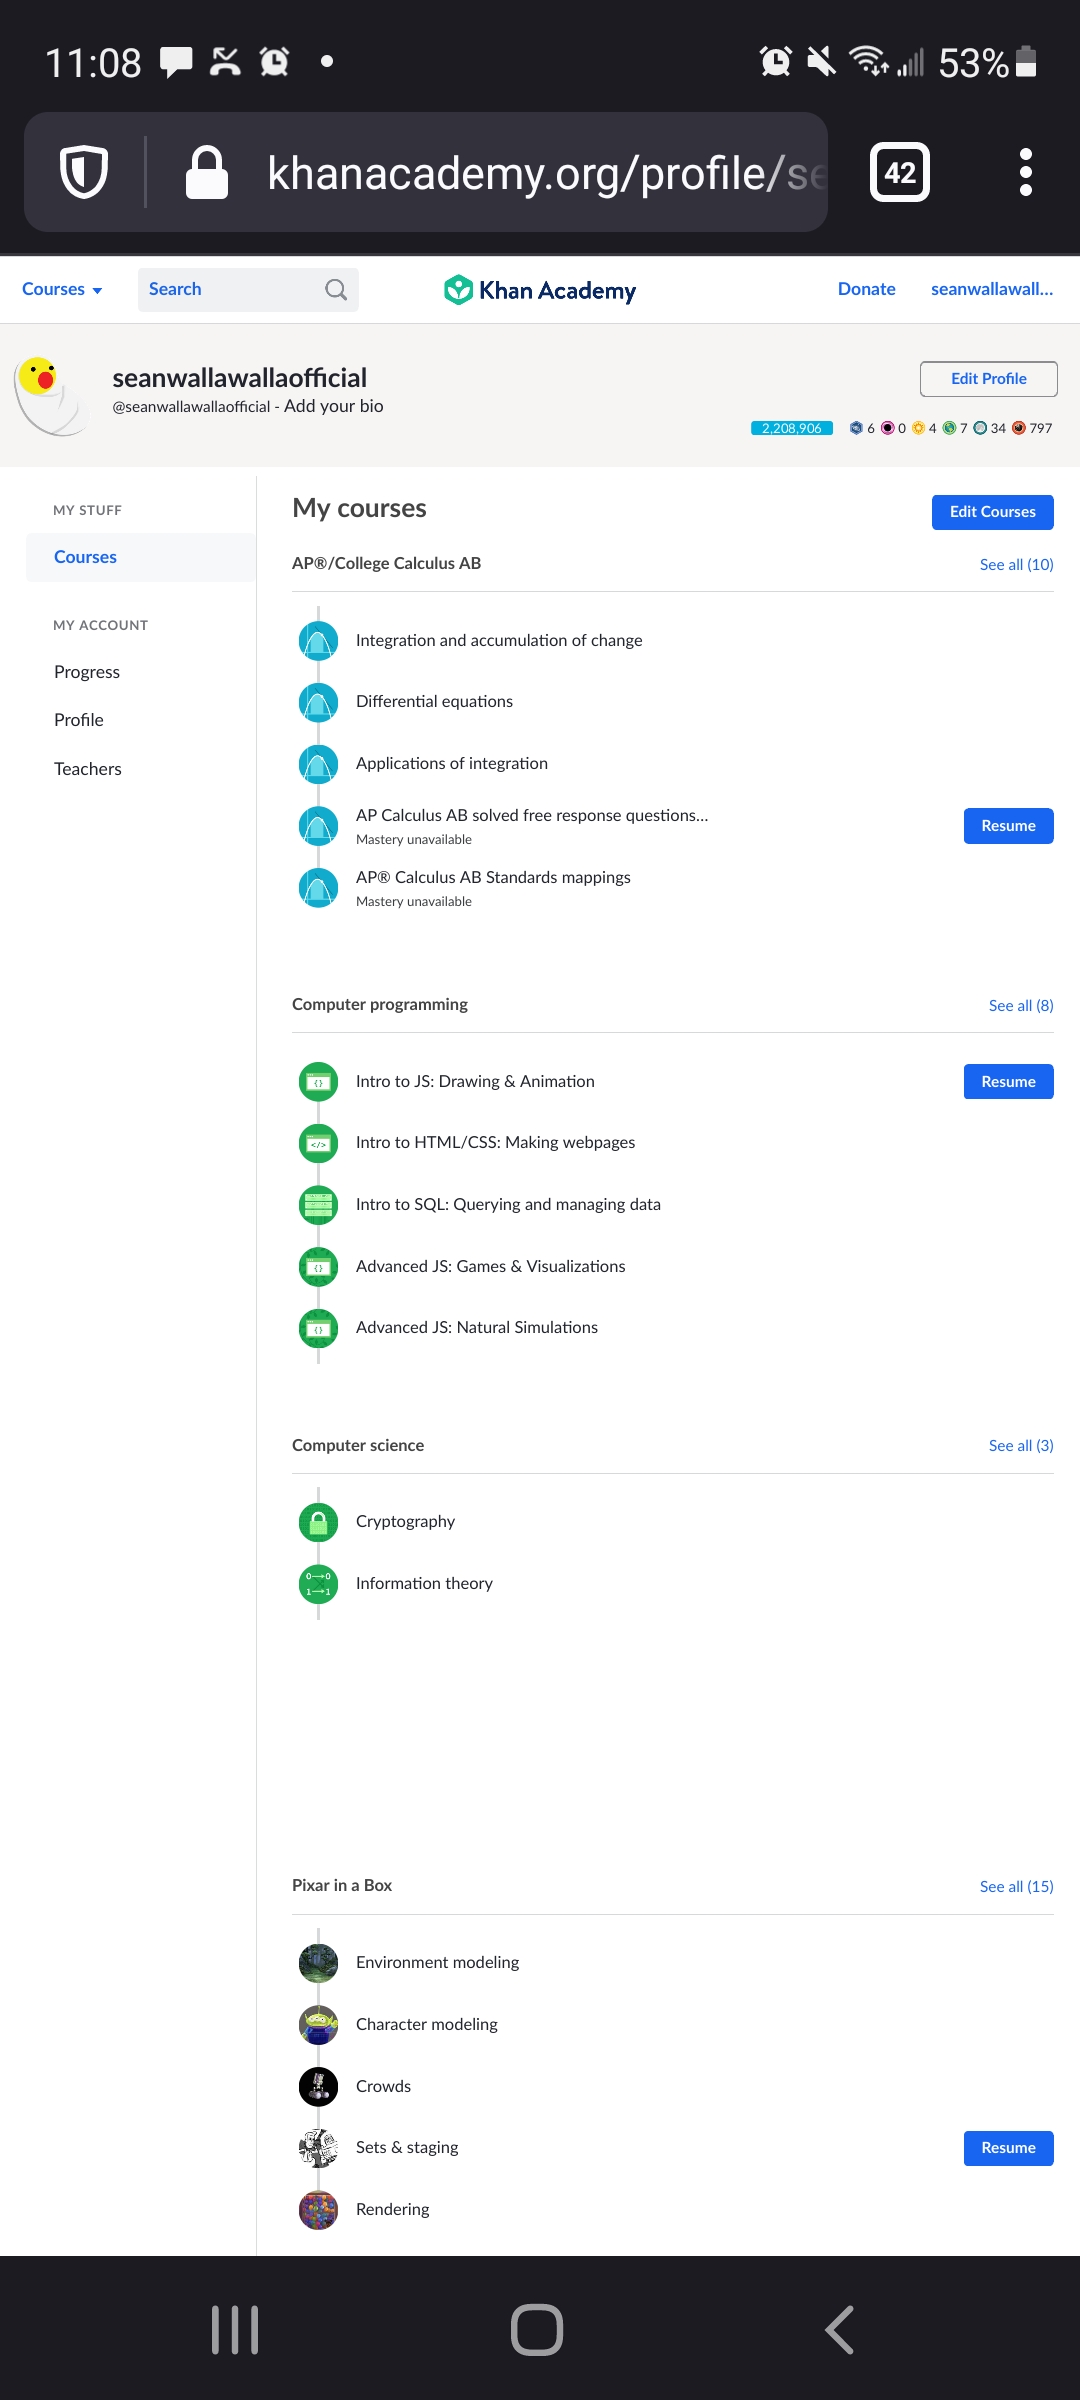 11:08
53%
khanacademy.org/profile/se
42
Courses
Search
Khan Academy
Donate
seanwallawall...
seanwallawallaofficial
@seanwallawallaofficial - Add your bio
Edit Profile
2,208,906 6 0 4 7 34 797
MY STUFF
Courses
MY ACCOUNT
Progress
Profile
Teachers
My courses
Edit Courses
AP®/College Calculus AB
See all (10)
Integration and accumulation of change
Differential equations
Applications of integration
AP Calculus AB solved free response questions...
Mastery unavailable
Resume
AP® Calculus AB Standards mappings
Mastery unavailable
Computer programming
See all (8)
Intro to JS: Drawing & Animation
Resume
Intro to HTML/CSS: Making webpages
Intro to SQL: Querying and managing data
Advanced JS: Games & Visualizations
Advanced JS: Natural Simulations
Computer science
See all (3)
Cryptography
Information theory
Pixar in a Box
See all (15)
Environment modeling
Character modeling
Crowds
Sets & staging
Resume
Rendering